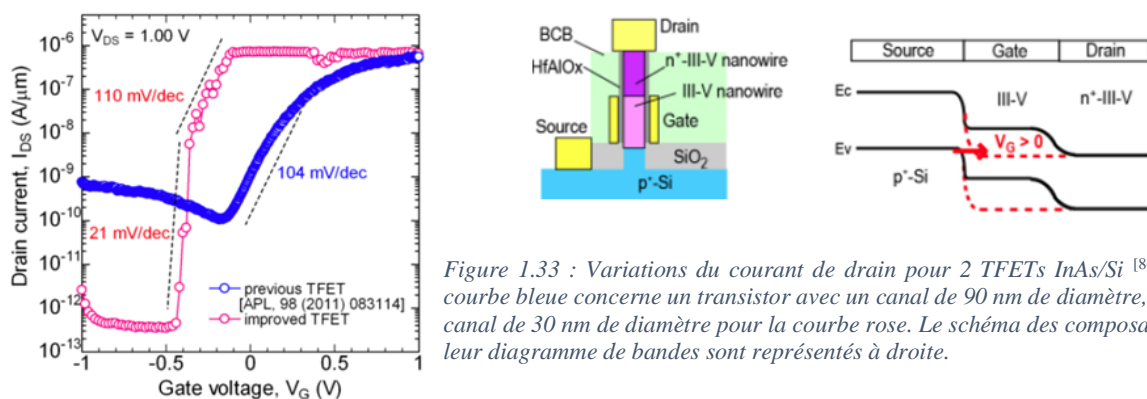 V_DS = 1.00 V
Drain current, I_DS (A/μm)
10⁻⁶
10⁻⁵
10⁻⁶
10⁻⁷
10⁻⁸
10⁻⁹
10⁻¹⁰
10⁻¹¹
10⁻¹²
10⁻¹³
110 mV/dec
104 mV/dec
21 mV/dec
previous TFET
[APL, 98 (2011) 083114]
improved TFET
-1 -0.5 0 0.5 1
Gate voltage, V_G (V)
Drain
BCB
HfAlOx
n⁺-III-V nanowire
III-V nanowire
Gate
Source
SiO₂
p⁺-Si
Source Gate Drain
Ec
III-V
n⁺-III-V
V_G > 0
Ev
p⁺-Si
Figure 1.33 : Variations du courant de drain pour 2 TFETs InAs/Si [8
courbe bleue concerne un transistor avec un canal de 90 nm de diamètre,
canal de 30 nm de diamètre pour la courbe rose. Le schéma des composa
leur diagramme de bandes sont représentés à droite.